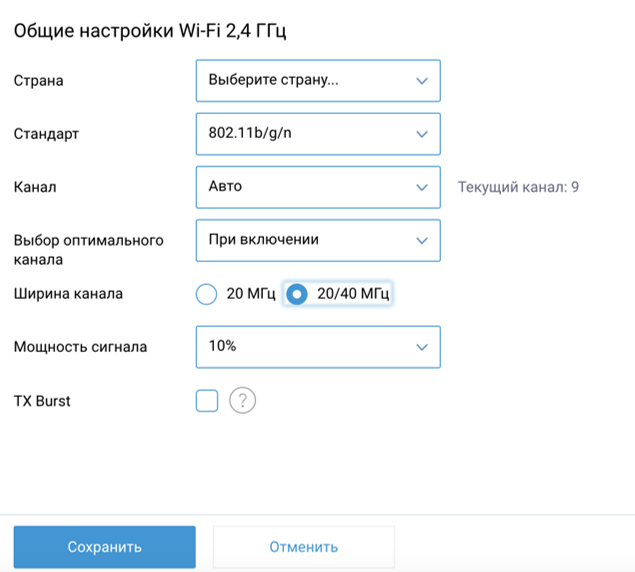 Общие настройки Wi-Fi 2,4 ГГц
Страна
Выберите страну...
Стандарт
802.11b/g/n
Канал
Авто
Текущий канал: 9
Выбор оптимального
канала
При включении
Ширина канала
20 МГц
20/40 МГц
Мощность сигнала
10%
TX Burst
?
Сохранить
Отменить